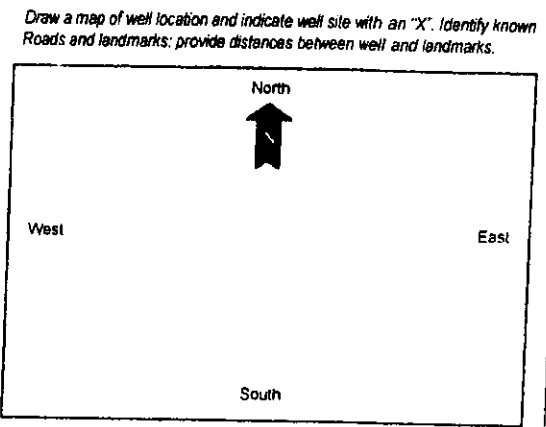 Draw a map of well location and indicate well site with an "X". Identify known
Roads and landmarks; provide distances between well and landmarks.
North
West
East
South